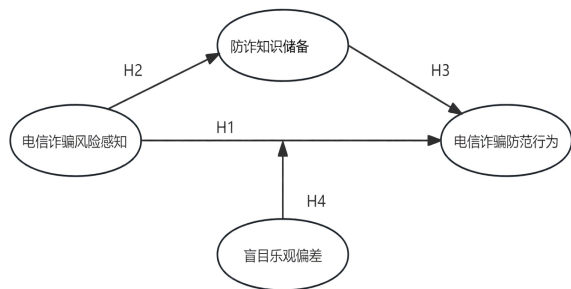 防诈知识储备
H2
H3
电信诈骗风险感知
H1
电信诈骗防范行为
H4
盲目乐观偏差